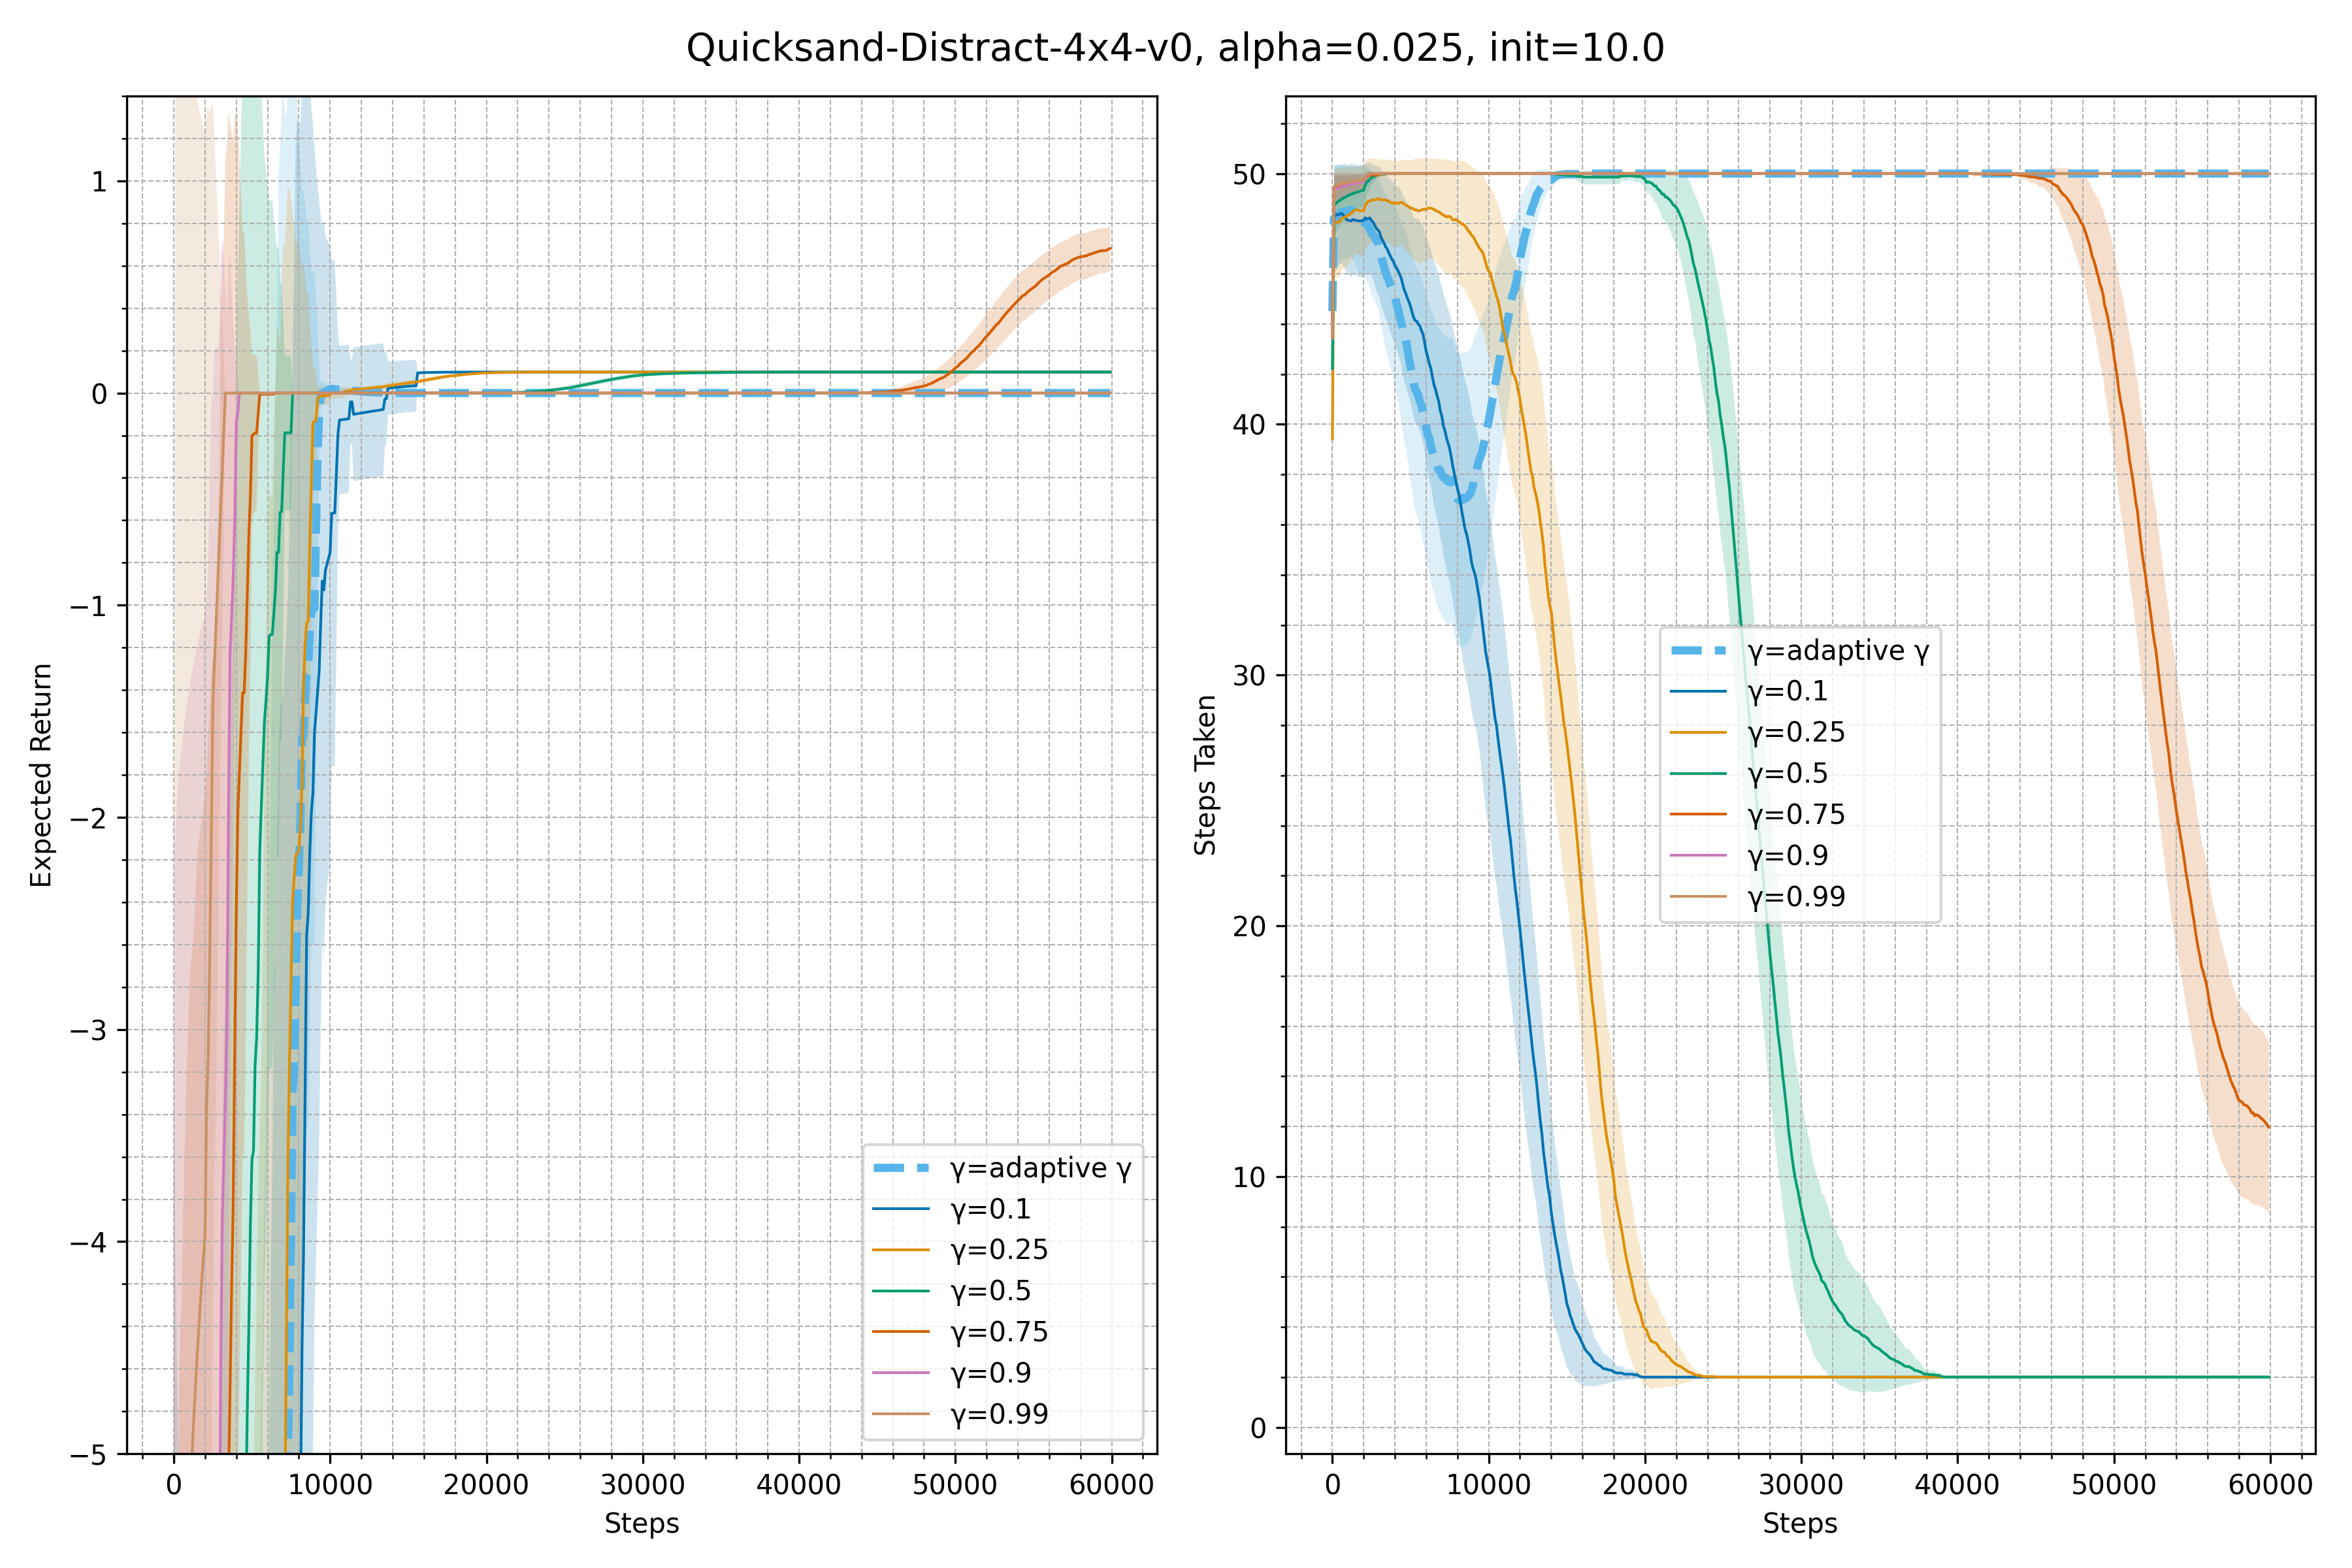 Quicksand-Distract-4x4-v0, alpha=0.025, init=10.0
Expected Return
1
0
−1
−2
−3
−4
−5
0 10000 20000 30000 40000 50000 60000
Steps
γ=adaptive γ
γ=0.1
γ=0.25
γ=0.5
γ=0.75
γ=0.9
γ=0.99
Steps Taken
50
40
30
20
10
0
0 10000 20000 30000 40000 50000 60000
Steps
γ=adaptive γ
γ=0.1
γ=0.25
γ=0.5
γ=0.75
γ=0.9
γ=0.99